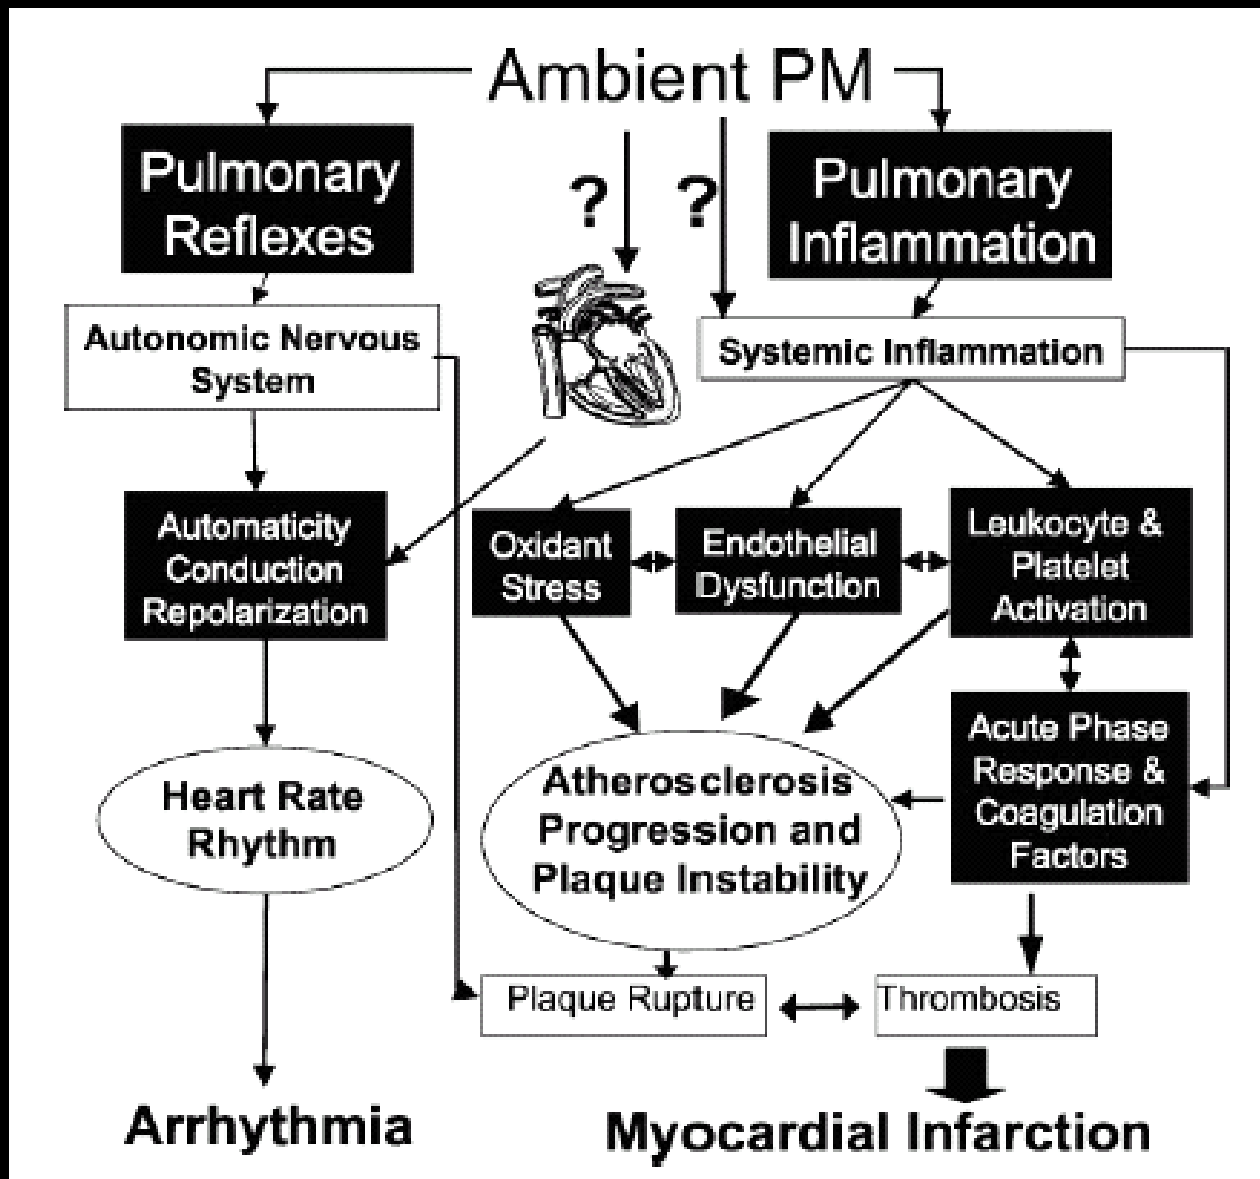 Ambient PM
Pulmonary
Reflexes
?
?
Pulmonary
Inflammation
Autonomic Nervous
System
Systemic Inflammation
Automaticity
Conduction
Repolarization
Oxidant
Stress
Endothelial
Dysfunction
Leukocyte &
Platelet
Activation
Heart Rate
Rhythm
Atherosclerosis
Progression and
Plaque Instability
Acute Phase
Response &
Coagulation
Factors
Plaque Rupture
Thrombosis
Arrhythmia
Myocardial Infarction